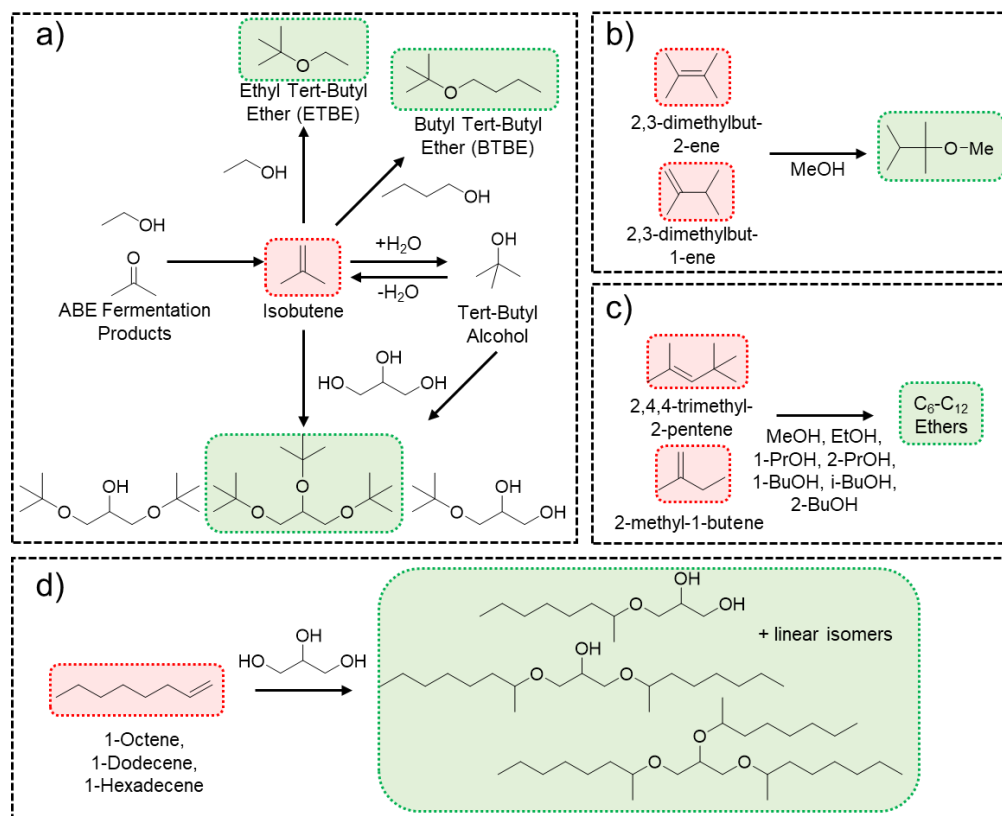 a)
O
Ethyl Tert-Butyl
Ether (ETBE)
O
Butyl Tert-Butyl
Ether (BTBE)
OH
OH
OH
O
ABE Fermentation
Products
Isobutene
+H₂O
-H₂O
OH
Tert-Butyl
Alcohol
OH
HO
OH
OH
O
O
O
O
O
OH
O
OH
b)
2,3-dimethylbut-
2-ene
2,3-dimethylbut-
1-ene
MeOH
O-Me
c)
2,4,4-trimethyl-
2-pentene
2-methyl-1-butene
MeOH, EtOH,
1-PrOH, 2-PrOH,
1-BuOH, i-BuOH,
2-BuOH
C₆-C₁₂
Ethers
d)
1-Octene,
1-Dodecene,
1-Hexadecene
OH
HO
OH
OH
O
OH
+ linear isomers
OH
O
O
O
O
O